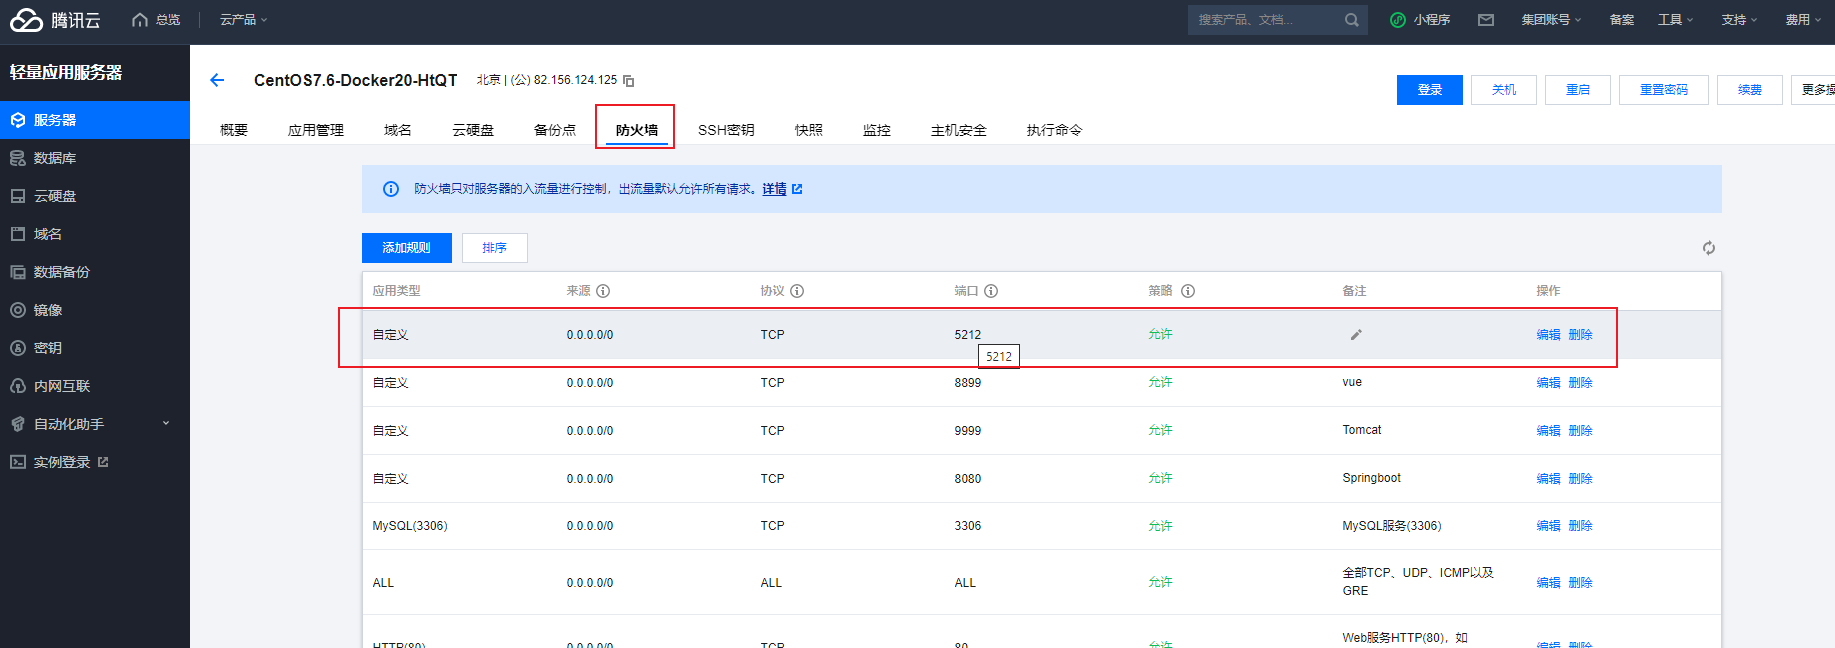 腾讯云
总览
云产品
搜索产品、文档...
小程序
集团账号
备案
工具
支持
费用
轻量应用服务器
服务器
数据库
云硬盘
域名
数据备份
镜像
密钥
内网互联
自动化助手
实例登录
CentOS7.6-Docker20-HtQT
北京 | (公) 82.156.124.125
登录
关机
重启
重置密码
续费
更多操
概要
应用管理
域名
云硬盘
备份点
防火墙
SSH密钥
快照
监控
主机安全
执行命令
防火墙只对服务器的入流量进行控制，出流量默认允许所有请求。详情
添加规则
排序
应用类型 来源 协议 端口 策略 备注 操作
自定义 0.0.0.0/0 TCP 5212 允许 编辑 删除
5212
自定义 0.0.0.0/0 TCP 8899 允许 vue 编辑 删除
自定义 0.0.0.0/0 TCP 9999 允许 Tomcat 编辑 删除
自定义 0.0.0.0/0 TCP 8080 允许 Springboot 编辑 删除
MySQL(3306) 0.0.0.0/0 TCP 3306 允许 MySQL服务(3306) 编辑 删除
ALL 0.0.0.0/0 ALL ALL 允许 全部TCP、UDP、ICMP以及
GRE 编辑 删除
HTTP(80) 0.0.0.0/0 TCP 80 允许 Web服务HTTP(80)，如 编辑 删除